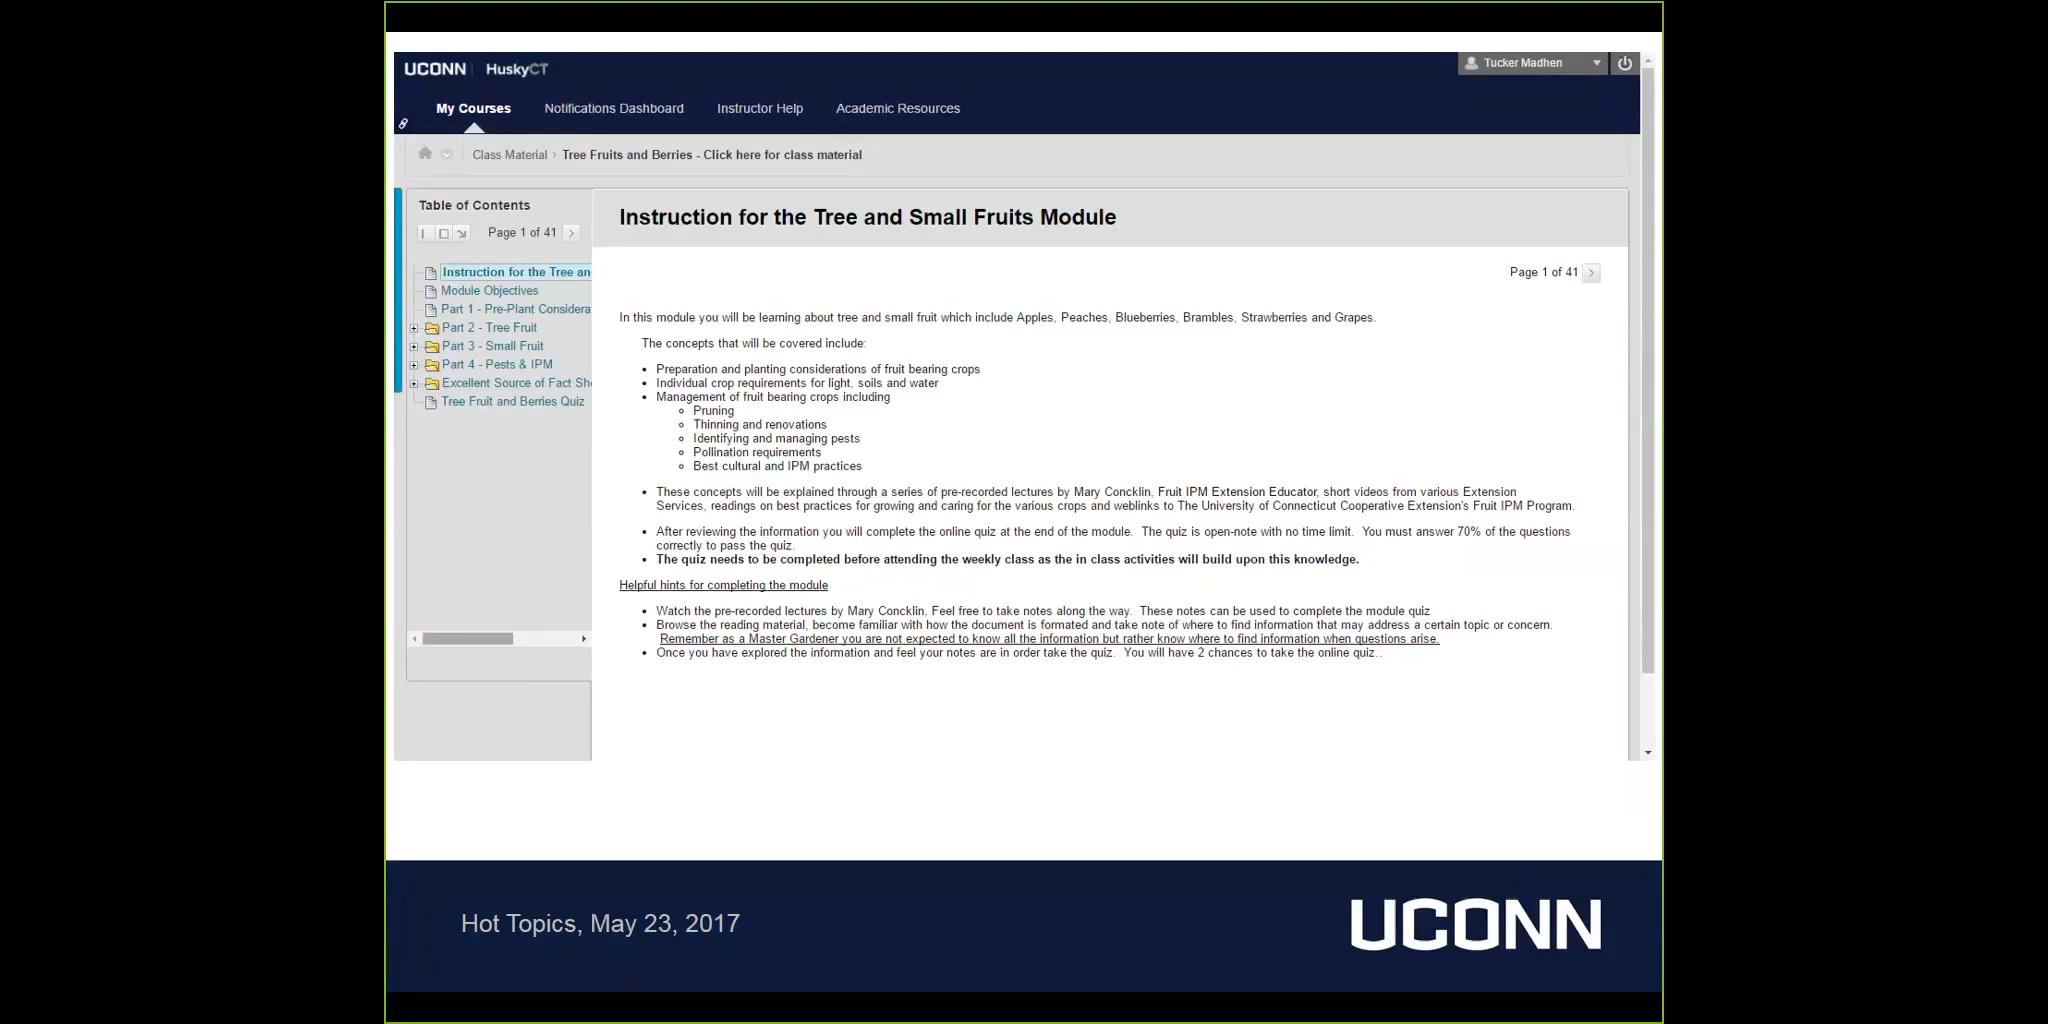 UCONN HuskyCT
Tucker Madhen
My Courses Notifications Dashboard Instructor Help Academic Resources
Class Material › Tree Fruits and Berries - Click here for class material
Table of Contents
Page 1 of 41
Instruction for the Tree an
Module Objectives
Part 1 - Pre-Plant Considera
Part 2 - Tree Fruit
Part 3 - Small Fruit
Part 4 - Pests & IPM
Excellent Source of Fact She
Tree Fruit and Berries Quiz
Instruction for the Tree and Small Fruits Module
Page 1 of 41
In this module you will be learning about tree and small fruit which include Apples, Peaches, Blueberries, Brambles, Strawberries and Grapes.
The concepts that will be covered include:
Preparation and planting considerations of fruit bearing crops
Individual crop requirements for light, soils and water
Management of fruit bearing crops including
Pruning
Thinning and renovations
Identifying and managing pests
Pollination requirements
Best cultural and IPM practices
These concepts will be explained through a series of pre-recorded lectures by Mary Concklin, Fruit IPM Extension Educator, short videos from various Extension
Services, readings on best practices for growing and caring for the various crops and weblinks to The University of Connecticut Cooperative Extension's Fruit IPM Program.
After reviewing the information you will complete the online quiz at the end of the module. The quiz is open-note with no time limit. You must answer 70% of the questions
correctly to pass the quiz.
The quiz needs to be completed before attending the weekly class as the in class activities will build upon this knowledge.
Helpful hints for completing the module
Watch the pre-recorded lectures by Mary Concklin, Feel free to take notes along the way. These notes can be used to complete the module quiz
Browse the reading material, become familiar with how the document is formated and take note of where to find information that may address a certain topic or concern.
Remember as a Master Gardener you are not expected to know all the information but rather know where to find information when questions arise.
Once you have explored the information and feel your notes are in order take the quiz. You will have 2 chances to take the online quiz..
Hot Topics, May 23, 2017
UCONN